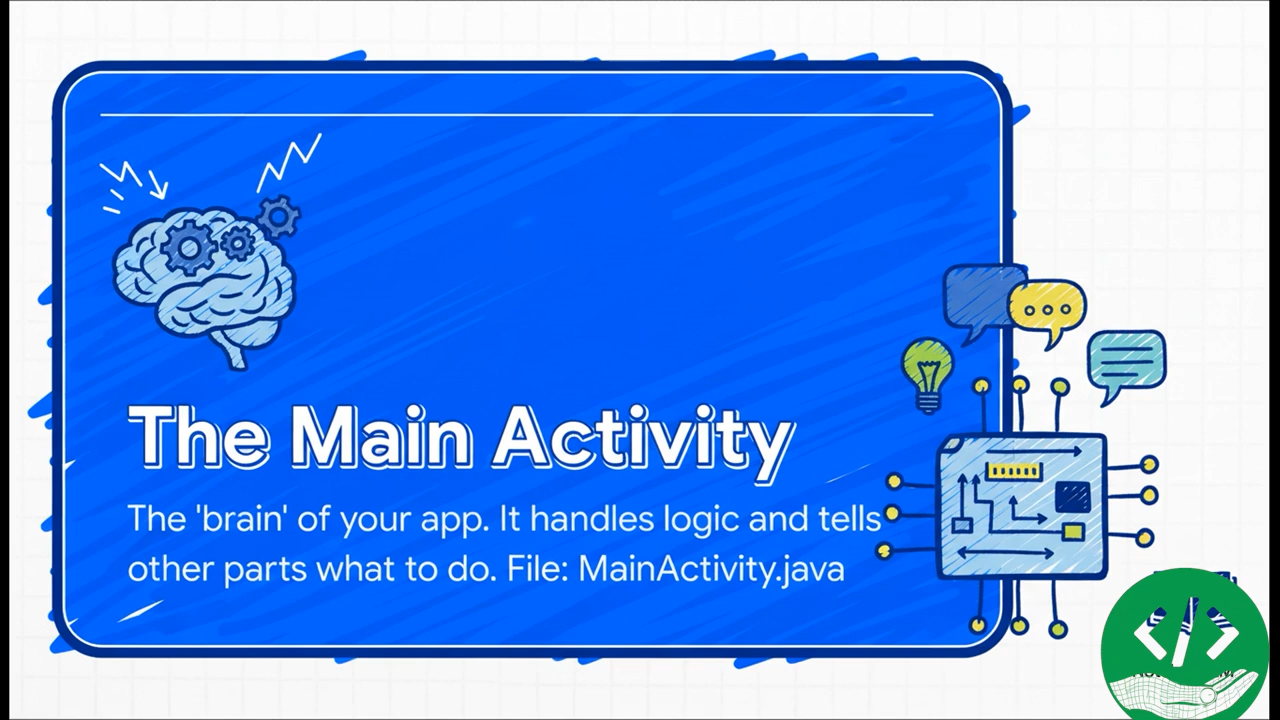 The Main Activity
The 'brain' of your app. It handles logic and tells
other parts what to do. File: MainActivity.java
</>